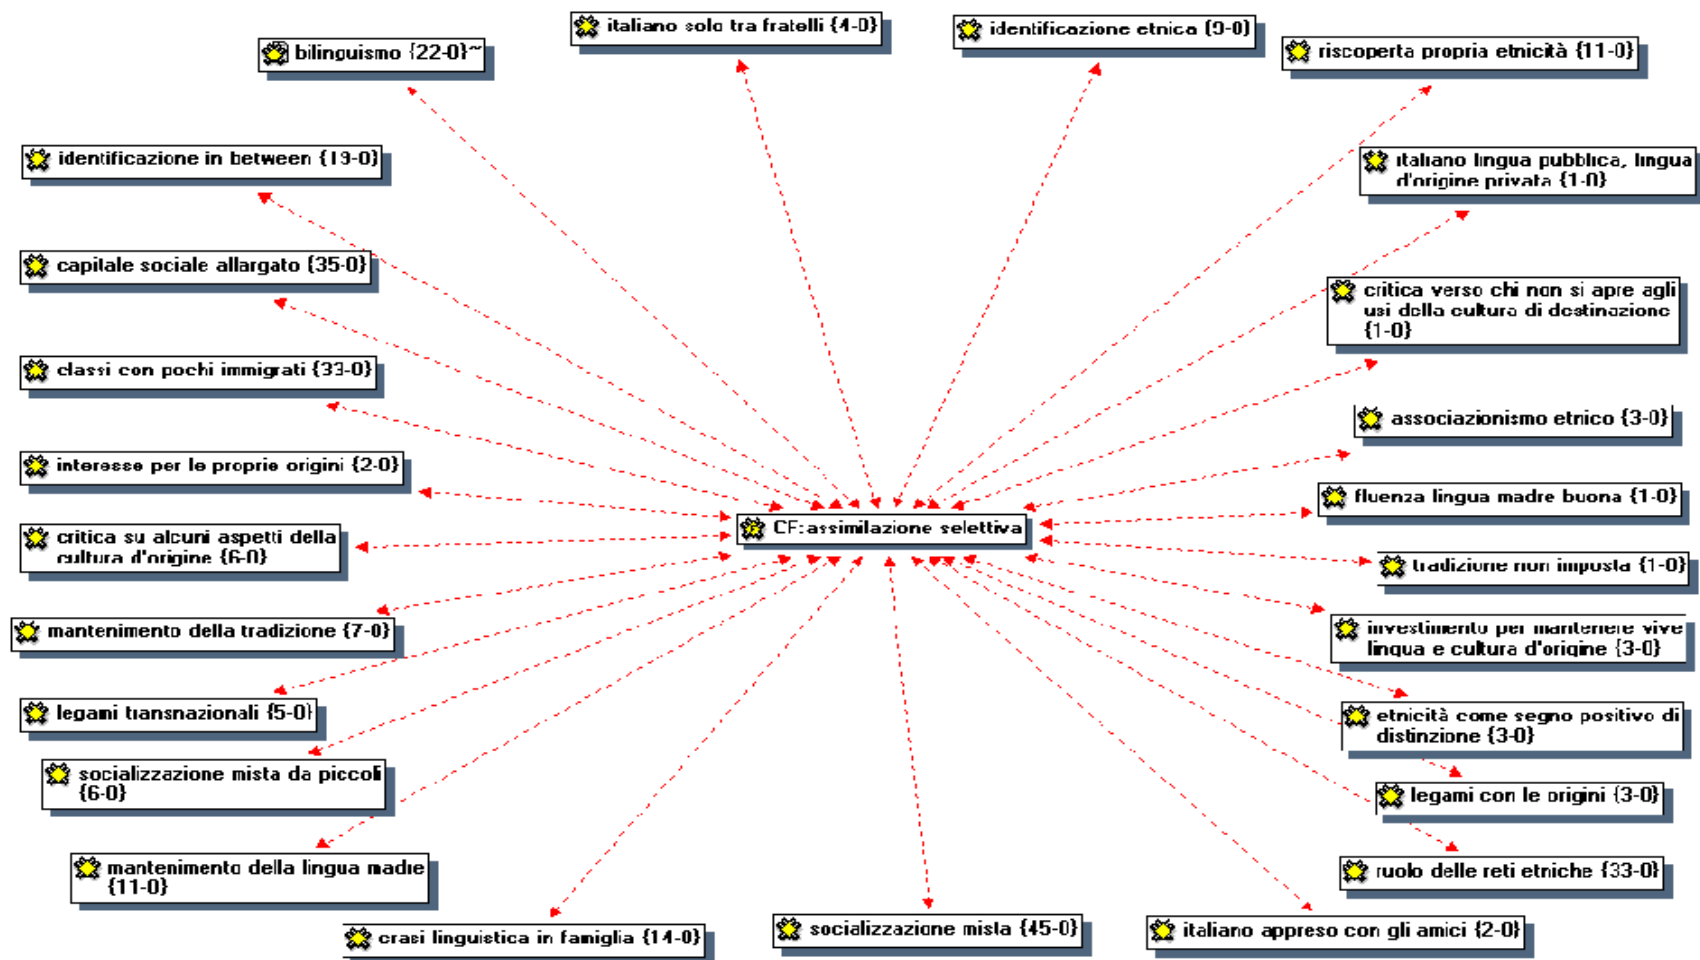 italiano solo tra fratelli {4-0}
identificazione etnica {9-0}
bilinguismo {22-0}~
riscoperta propria etnicità {11-0}
identificazione in between {19-0}
italiano lingua pubblica, lingua
d'origine privata {1-0}
capitale sociale allargato {35-0}
critica verso chi non si apre agli
usi della cultura di destinazione
{1-0}
classi con pochi immigrati {33-0}
associazionismo etnico {3-0}
interesse per le proprie origini {2-0}
fluenza lingua madre buona {1-0}
CF:assimilazione selettiva
critica su alcuni aspetti della
cultura d'origine {6-0}
tradizione non imposta {1-0}
mantenimento della tradizione {7-0}
investimento per mantenere vive
lingua e cultura d'origine {3-0}
legami transnazionali {5-0}
etnicità come segno positivo di
distinzione {3-0}
socializzazione mista da piccoli
{6-0}
legami con le origini {3-0}
mantenimento della lingua madre
{11-0}
ruolo delle reti etniche {33-0}
crasi linguistica in famiglia {14-0}
socializzazione mista {45-0}
italiano appreso con gli amici {2-0}